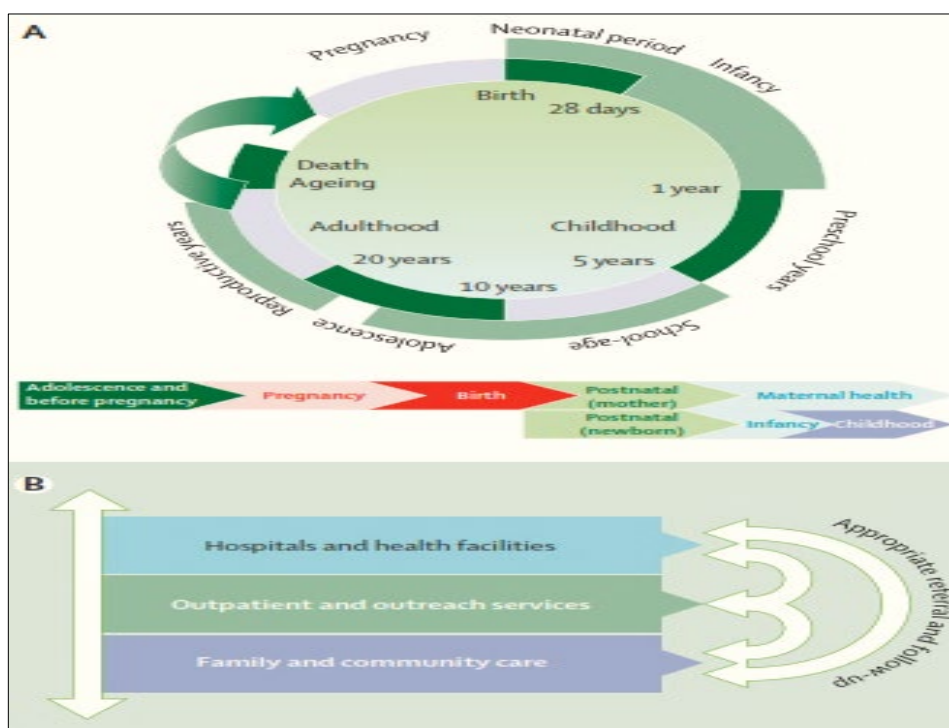 A
Pregnancy
Neonatal period
Infancy
Birth
28 days
1 year
Preschool years
Childhood
5 years
School-age
10 years
Adolescence
20 years
Adulthood
Reproductive years
Death
Ageing
Adolescence and
before pregnancy
Pregnancy
Birth
Postnatal
(mother)
Maternal health
Postnatal
(newborn)
Infancy
Childhood
B
Hospitals and health facilities
Outpatient and outreach services
Family and community care
Appropriate referral and follow-up